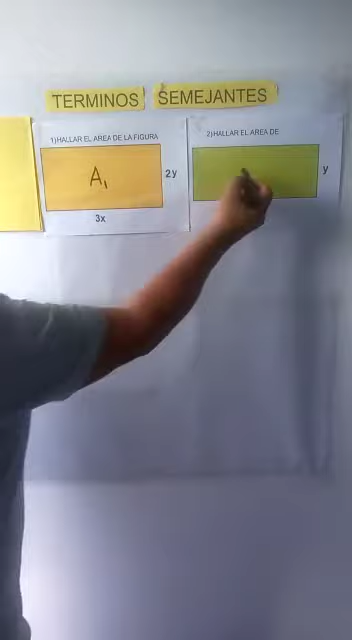 TERMINOS SEMEJANTES
1)HALLAR EL AREA DE LA FIGURA
A₁
2y
3x
2)HALLAR EL AREA DE
y